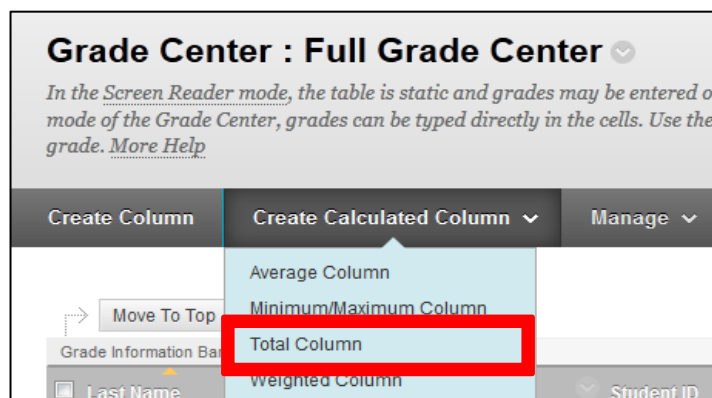 Grade Center : Full Grade Center
In the Screen Reader mode, the table is static and grades may be entered o
mode of the Grade Center, grades can be typed directly in the cells. Use the
grade. More Help
Create Column Create Calculated Column Manage
Average Column
Minimum/Maximum Column
Move To Top
Total Column
Grade Information Bar
Weighted Column
Last Name Student ID